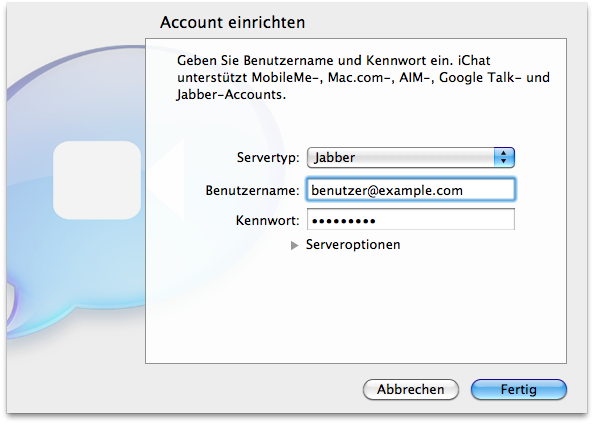 Account einrichten
Geben Sie Benutzername und Kennwort ein. iChat
unterstützt MobileMe-, Mac.com-, AIM-, Google Talk- und
Jabber-Accounts.
Servertyp: Jabber
Benutzername: benutzer@example.com
Kennwort: •••••••••
Serveroptionen
Abbrechen Fertig